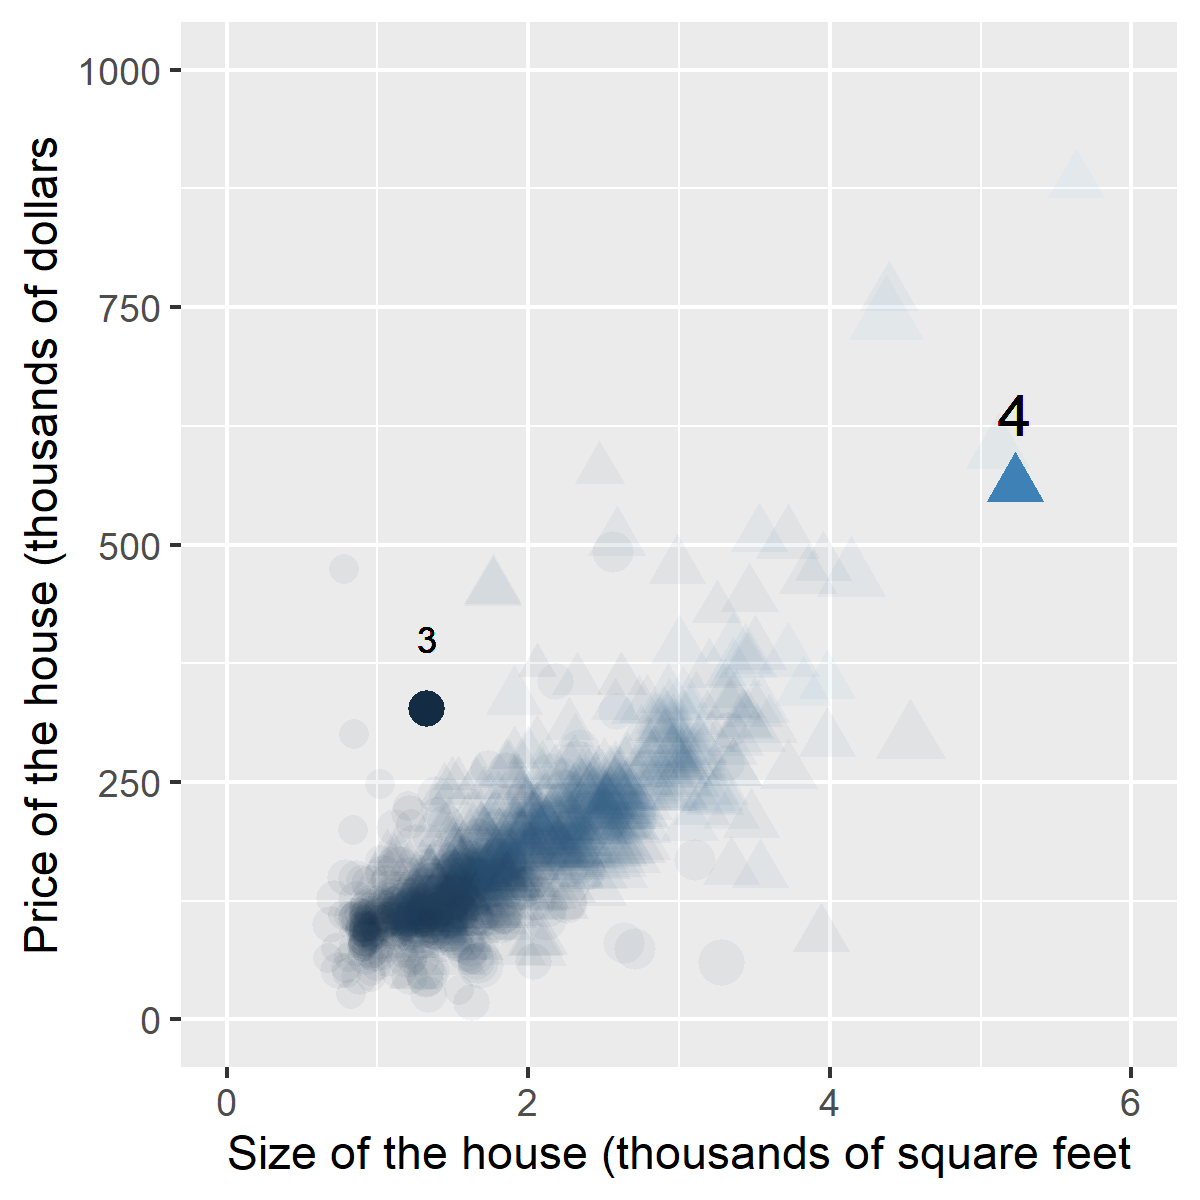 1000
750
500
250
0
Price of the house (thousands of dollars
4
3
0 2 4 6
Size of the house (thousands of square feet